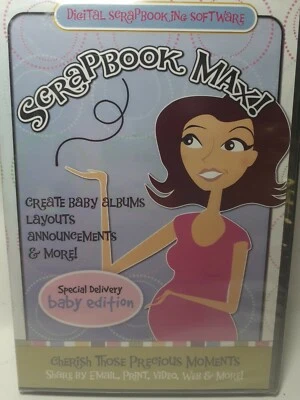 DIGITAL SCRAPBOOKING SOFTWARE
SCRAPBOOK MAX!
CREATE BABY ALBUMS
LAYOUTS
ANNOUNCEMENTS
& MORE!
Special Delivery
baby edition
CHERISH THOSE PRECIOUS MOMENTS
SHARE BY EMAIL, PRINT, VIDEO, WEB & MORE!